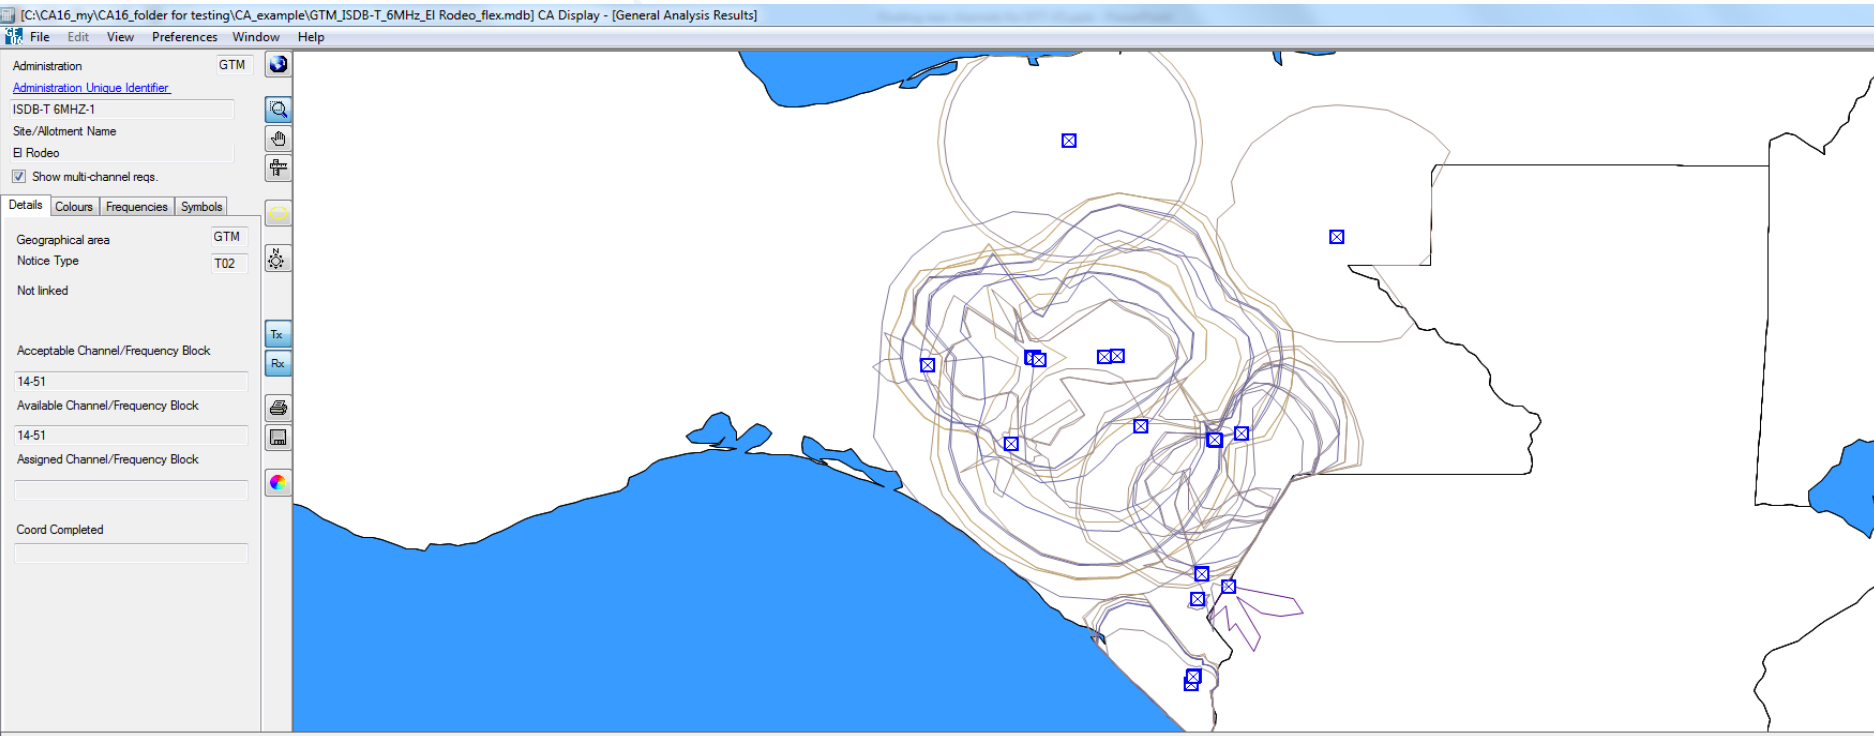 [C:\CA16_my\CA16_folder for testing\CA_example\GTM_ISDB-T_6MHz_El Rodeo_flex.mdb] CA Display - [General Analysis Results]
File Edit View Preferences Window Help
Administration GTM
Administration Unique Identifier
ISDB-T 6MHZ-1
Site/Allotment Name
El Rodeo
Show multi-channel reqs.
Details Colours Frequencies Symbols
Geographical area GTM
Notice Type T02
Not linked
Acceptable Channel/Frequency Block
14-51
Available Channel/Frequency Block
14-51
Assigned Channel/Frequency Block
Coord Completed
N
Tx
Rx